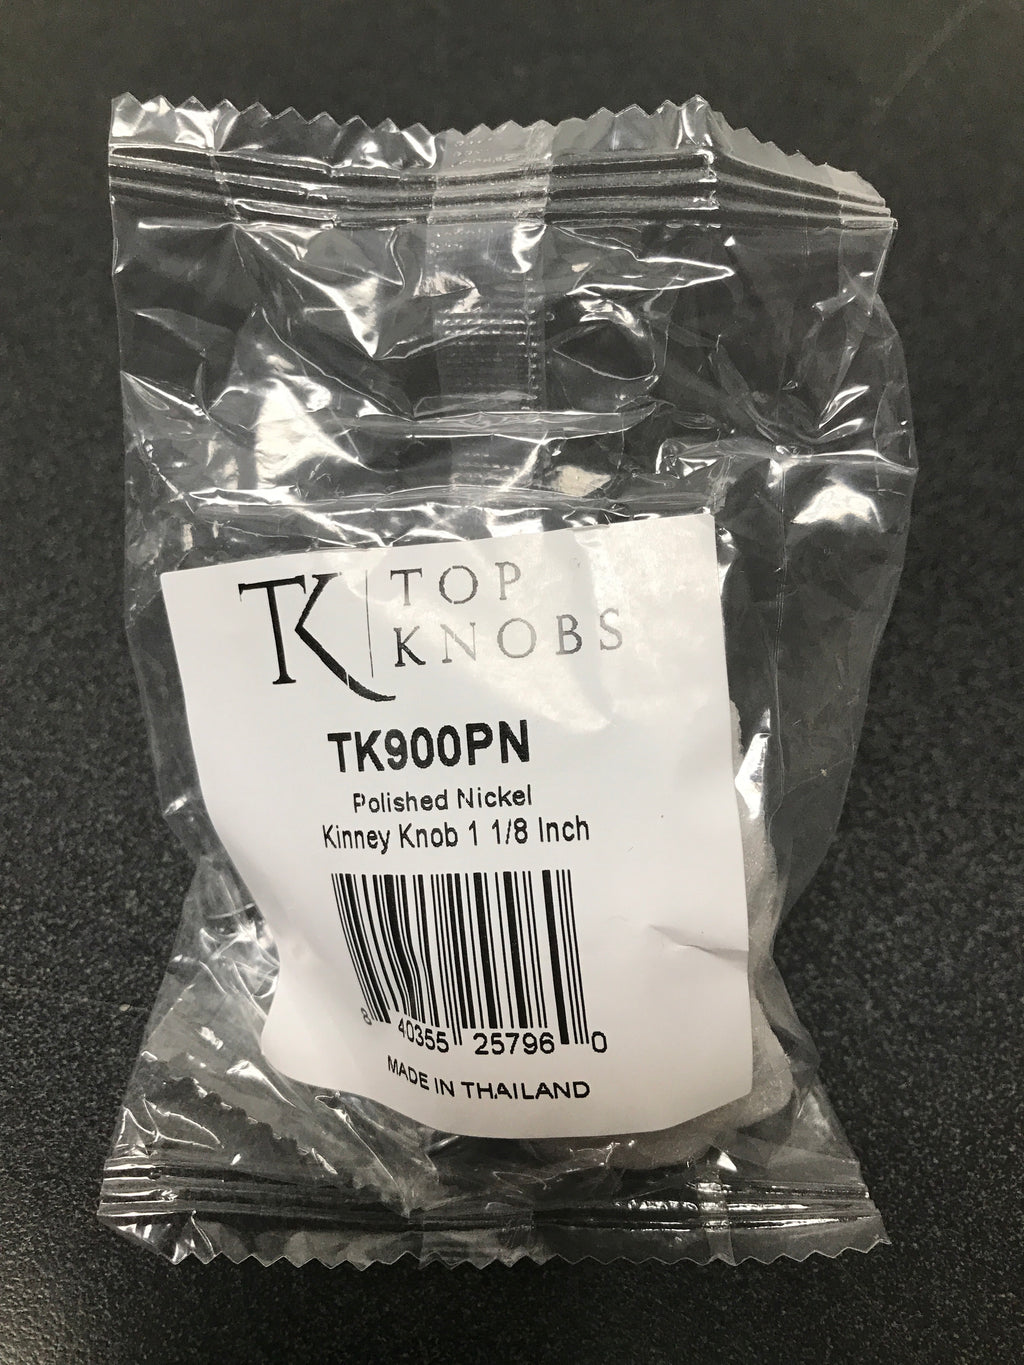 TK | TOP
KNOBS
TK900PN
Polished Nickel
Kinney Knob 1 1/8 Inch
8 40355 25796 0
MADE IN THAILAND